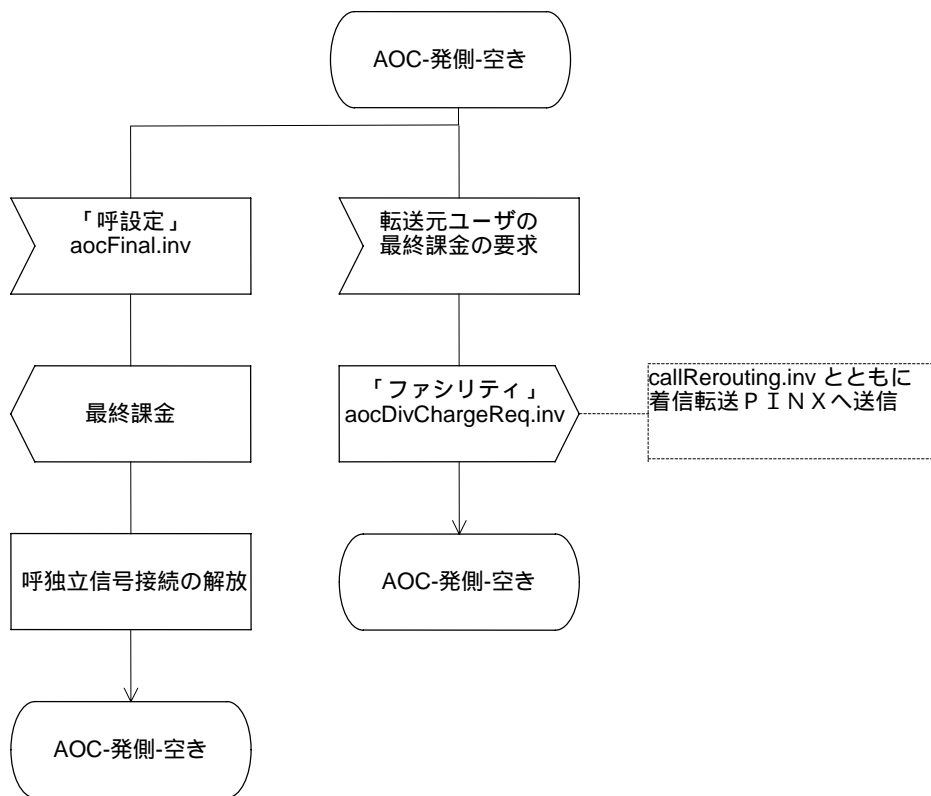 AOC-発側-空き
「呼設定」
aocFinal.inv
転送元ユーザの
最終課金の要求
最終課金
「ファシリティ」
aocDivChargeReq.inv
callRerouting.inv とともに
着信転送ＰＩＮＸへ送信
呼独立信号接続の解放
AOC-発側-空き
AOC-発側-空き